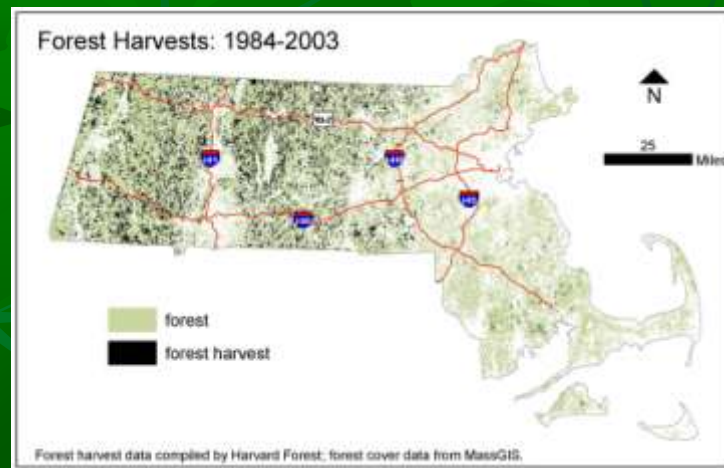 Forest Harvests: 1984-2003
N
25
Miles
forest
forest harvest
Forest harvest data compiled by Harvard Forest; forest cover data from MassGIS.